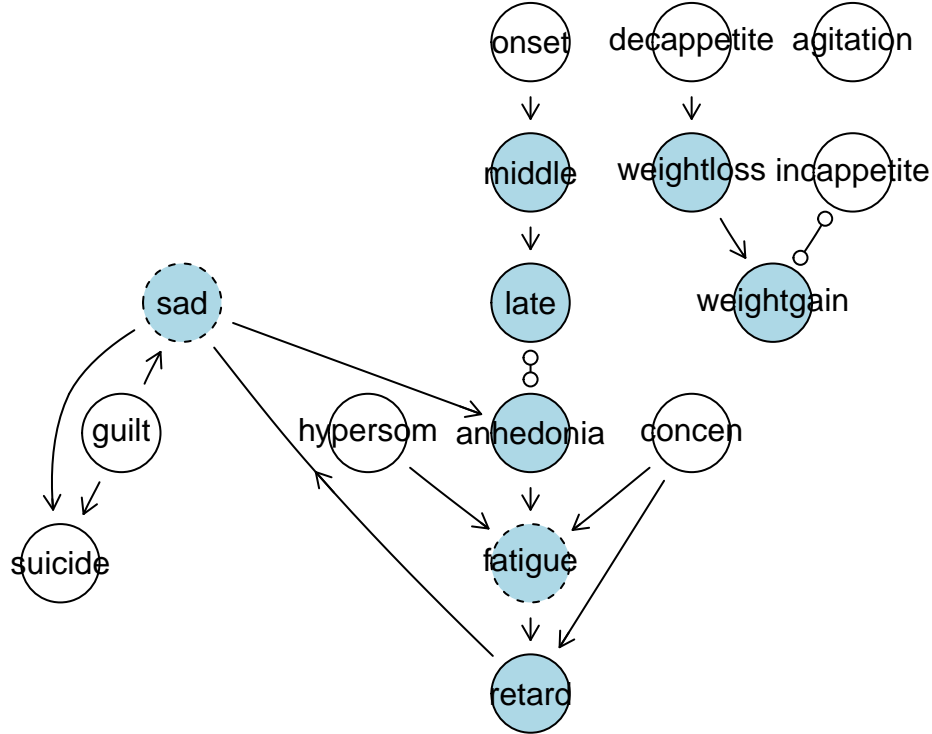 onset
decappetite
agitation
middle
weightloss
incappetite
sad
late
weightgain
guilt
hypersom
anhedonia
concen
suicide
fatigue
retard